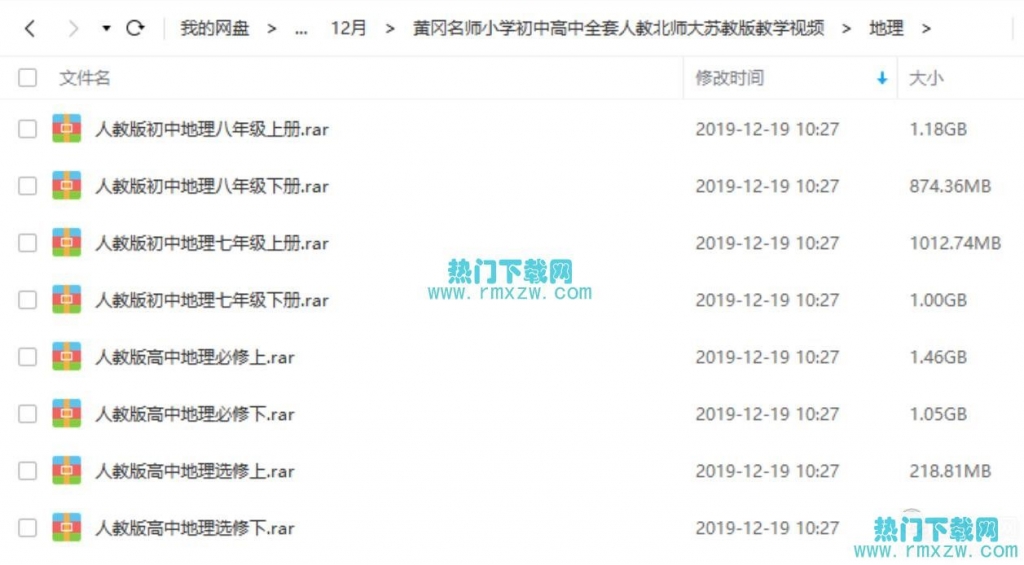 我的网盘 > ... 12月 > 黄冈名师小学初中高中全套人教北师大苏教版教学视频 > 地理 >
文件名 修改时间 大小
人教版初中地理八年级上册.rar 2019-12-19 10:27 1.18GB
人教版初中地理八年级下册.rar 2019-12-19 10:27 874.36MB
人教版初中地理七年级上册.rar 2019-12-19 10:27 1012.74MB
热门下载网
www.rmxzw.com
人教版初中地理七年级下册.rar 2019-12-19 10:27 1.00GB
人教版高中地理必修上.rar 2019-12-19 10:27 1.46GB
人教版高中地理必修下.rar 2019-12-19 10:27 1.05GB
人教版高中地理选修上.rar 2019-12-19 10:27 218.81MB
人教版高中地理选修下.rar 2019-12-19 10:27
热门下载网
www.rmxzw.com